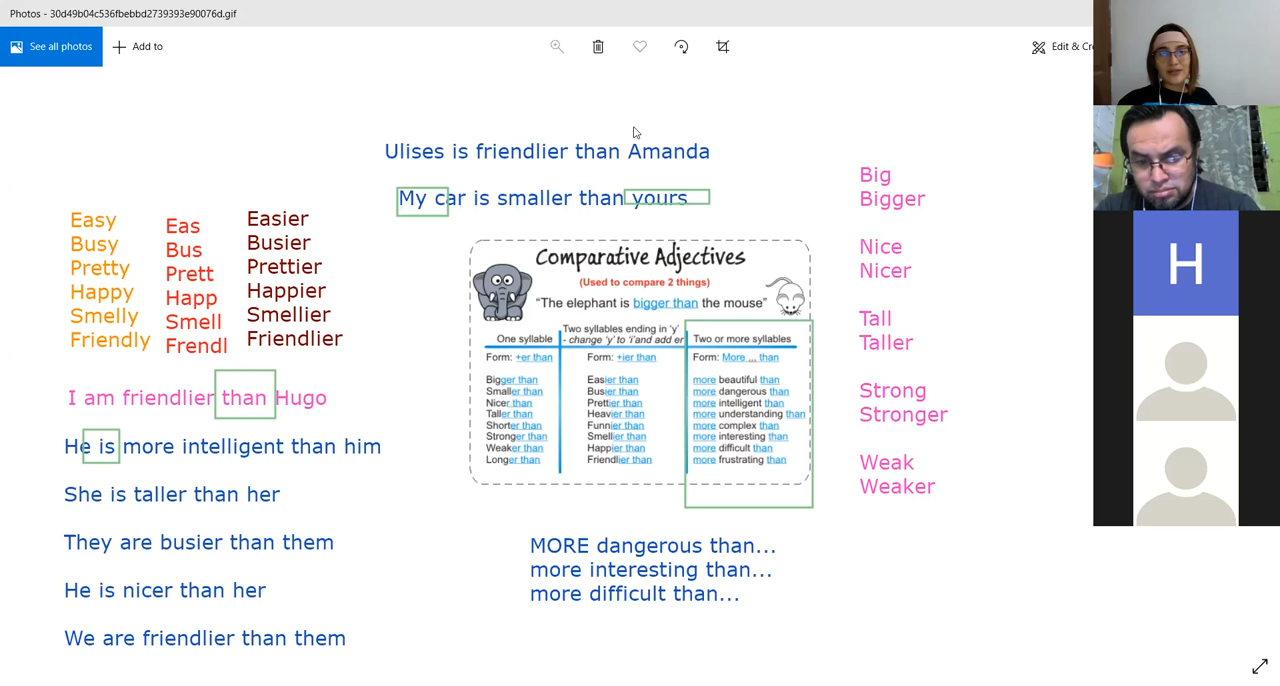 Photos - 30d49b04c536fbebbd2739393e90076d.gif
See all photos
Add to
Edit & Cr
Ulises is friendlier than Amanda
My car is smaller than yours
Easy
Busy
Pretty
Happy
Smelly
Friendly
Eas
Bus
Prett
Happ
Smell
Frendl
Easier
Busier
Prettier
Happier
Smellier
Friendlier
I am friendlier than Hugo
He is more intelligent than him
She is taller than her
They are busier than them
He is nicer than her
We are friendlier than them
Comparative Adjectives
(Used to compare 2 things)
"The elephant is bigger than the mouse"
One syllable
Form: +er than
Bigger than
Smaller than
Nicer than
Taller than
Shorter than
Stronger than
Weaker than
Longer than
Two syllables ending in 'y'
- change 'y' to 'i'and add er
Form: +ier than
Easier than
Busier than
Prettier than
Heavier than
Funnier than
Smellier than
Happier than
Friendlier than
Two or more syllables
Form: More ... than
more beautiful than
more dangerous than
more intelligent than
more understanding than
more complex than
more interesting than
more difficult than
more frustrating than
MORE dangerous than...
more interesting than...
more difficult than...
Big
Bigger
Nice
Nicer
Tall
Taller
Strong
Stronger
Weak
Weaker
H